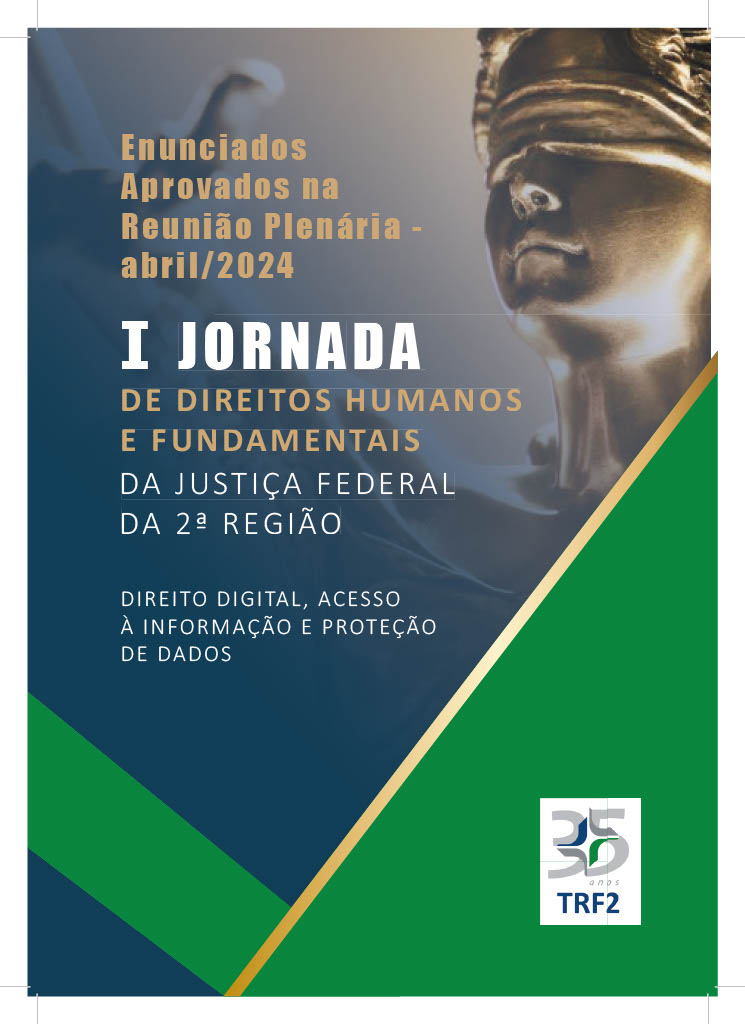 Enunciados
Aprovados na
Reunião Plenária -
abril/2024
I JORNADA
DE DIREITOS HUMANOS
E FUNDAMENTAIS
DA JUSTIÇA FEDERAL
DA 2ª REGIÃO
DIREITO DIGITAL, ACESSO
À INFORMAÇÃO E PROTEÇÃO
DE DADOS
35
anos
TRF2